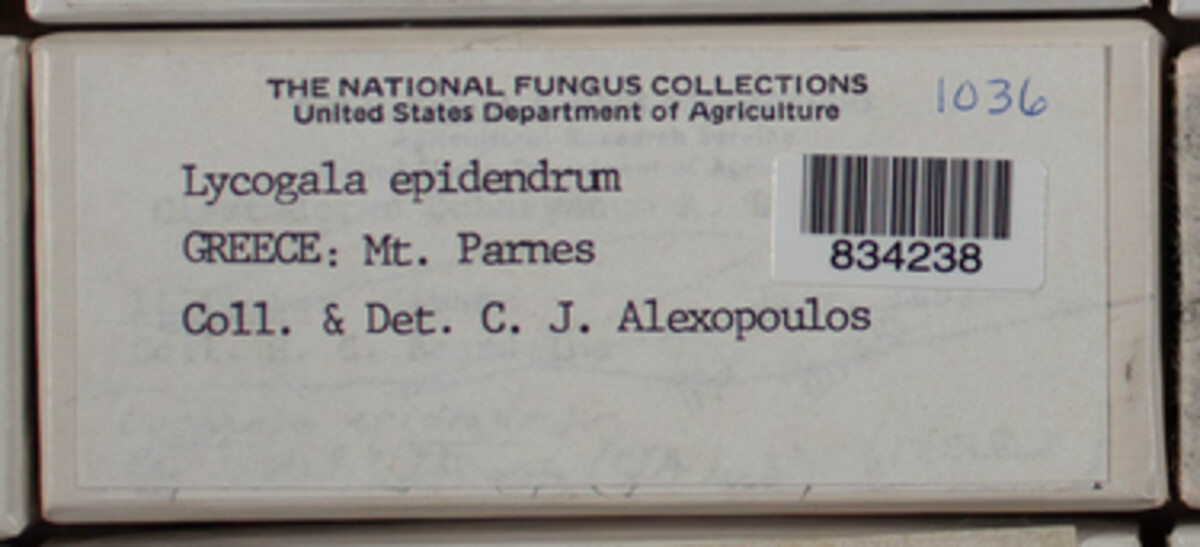 THE NATIONAL FUNGUS COLLECTIONS
United States Department of Agriculture
1036
Lycogala epidendrum
834238
GREECE: Mt. Parnes
Coll. & Det. C. J. Alexopoulos